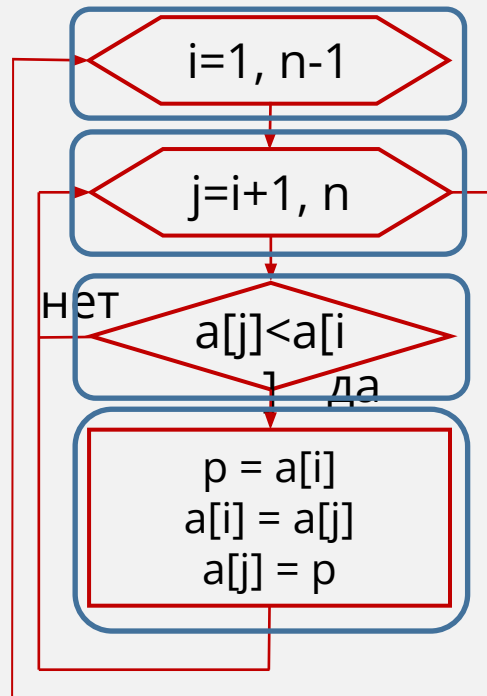 i=1, n-1
j=i+1, n
нет
a[j]<a[i
]
да
p = a[i]
a[i] = a[j]
a[j] = p